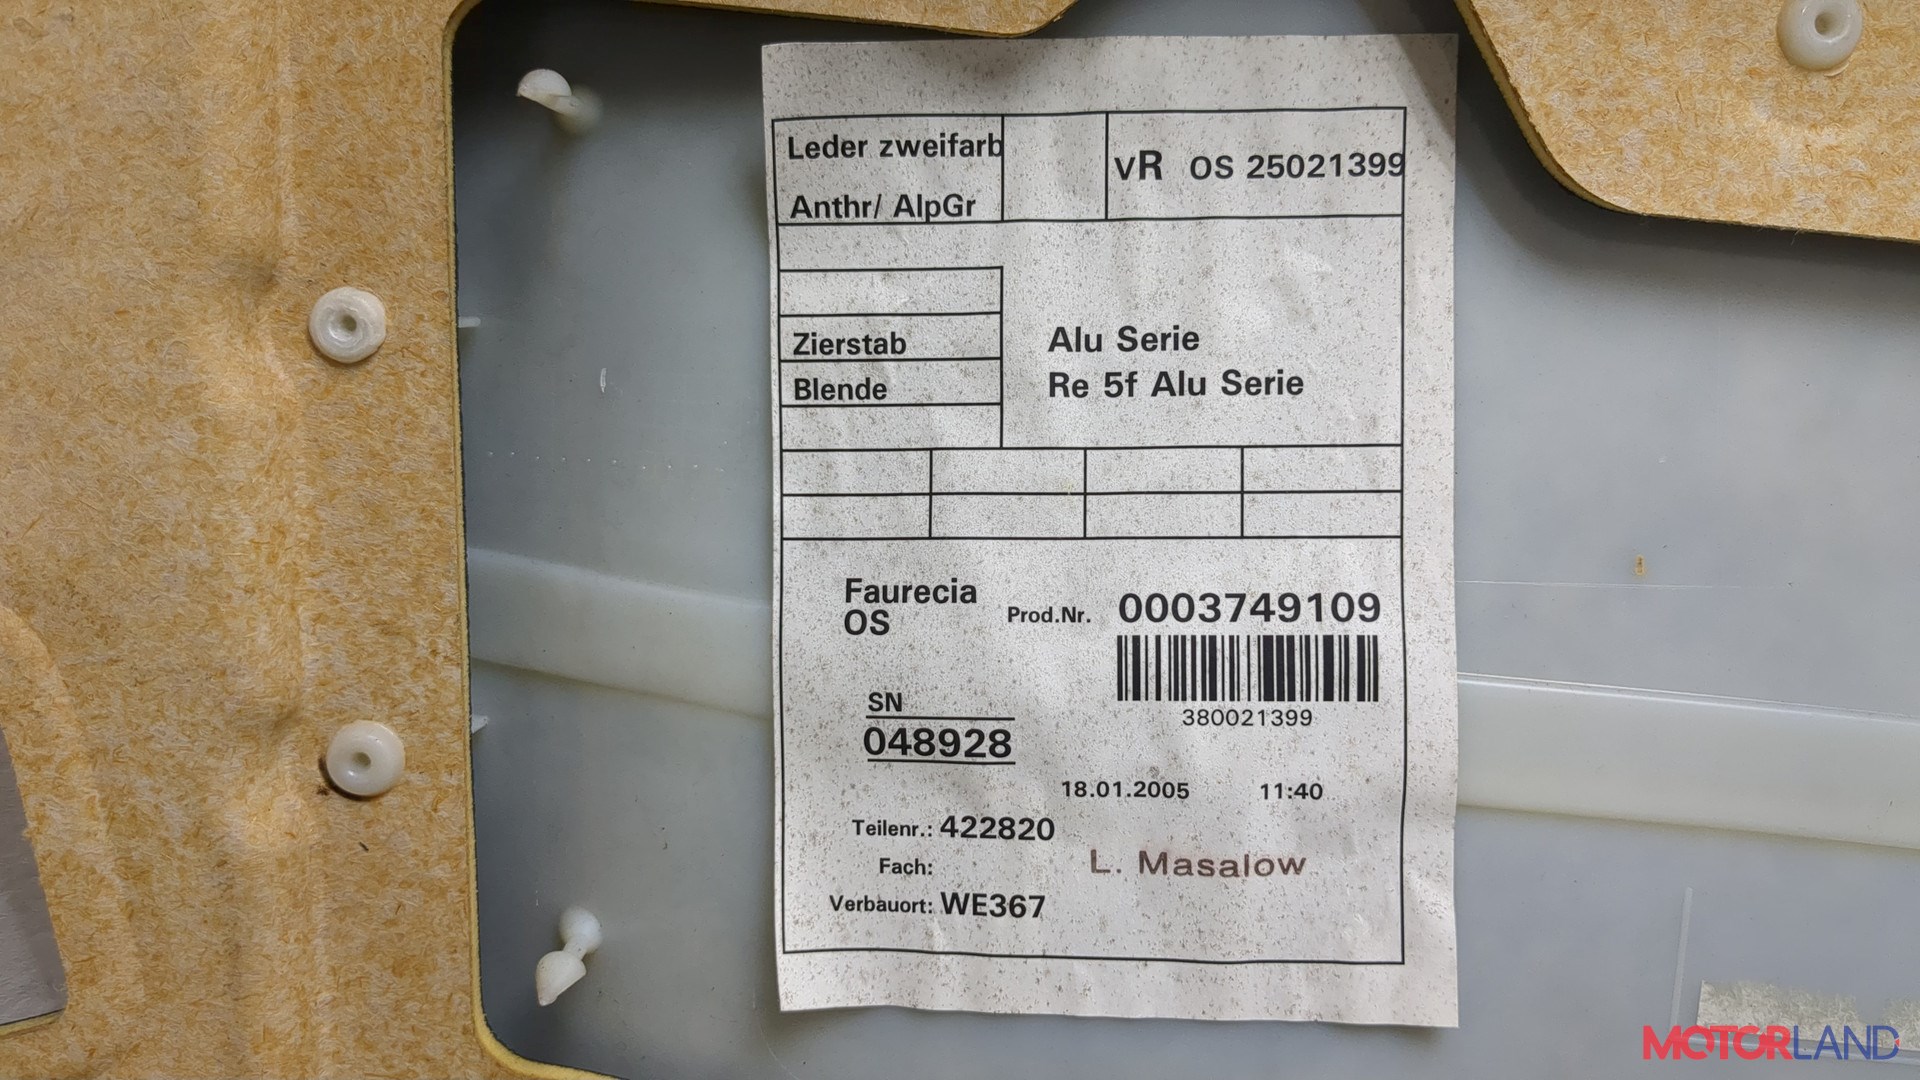 Leder zweifarb
Anthr/ AlpGr
VR OS 25021399
Zierstab Alu Serie
Blende Re 5f Alu Serie
Faurecia
OS
Prod.Nr. 0003749109
380021399
SN
048928
18.01.2005 11:40
Teilenr.: 422820
Fach:
L. Masalow
Verbauort: WE367
MOTORLAND